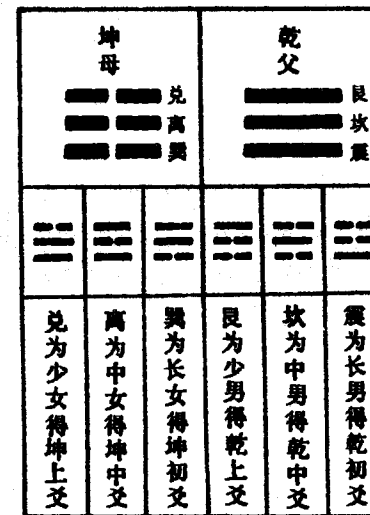 乾父
艮
坎
震
坤母
兑
离
巽
震为长男得乾初爻
坎为中男得乾中爻
艮为少男得乾上爻
巽为长女得坤初爻
离为中女得坤中爻
兑为少女得坤上爻